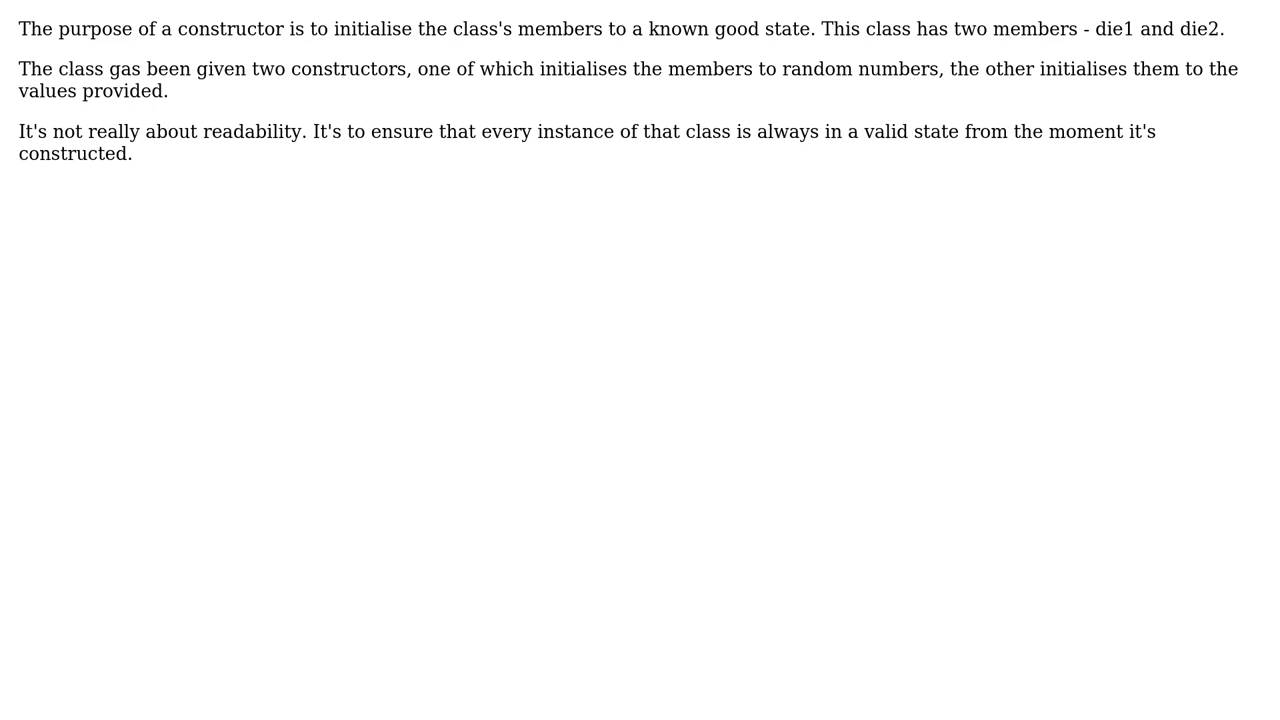 The purpose of a constructor is to initialise the class's members to a known good state. This class has two members - die1 and die2.
The class gas been given two constructors, one of which initialises the members to random numbers, the other initialises them to the
values provided.
It's not really about readability. It's to ensure that every instance of that class is always in a valid state from the moment it's
constructed.